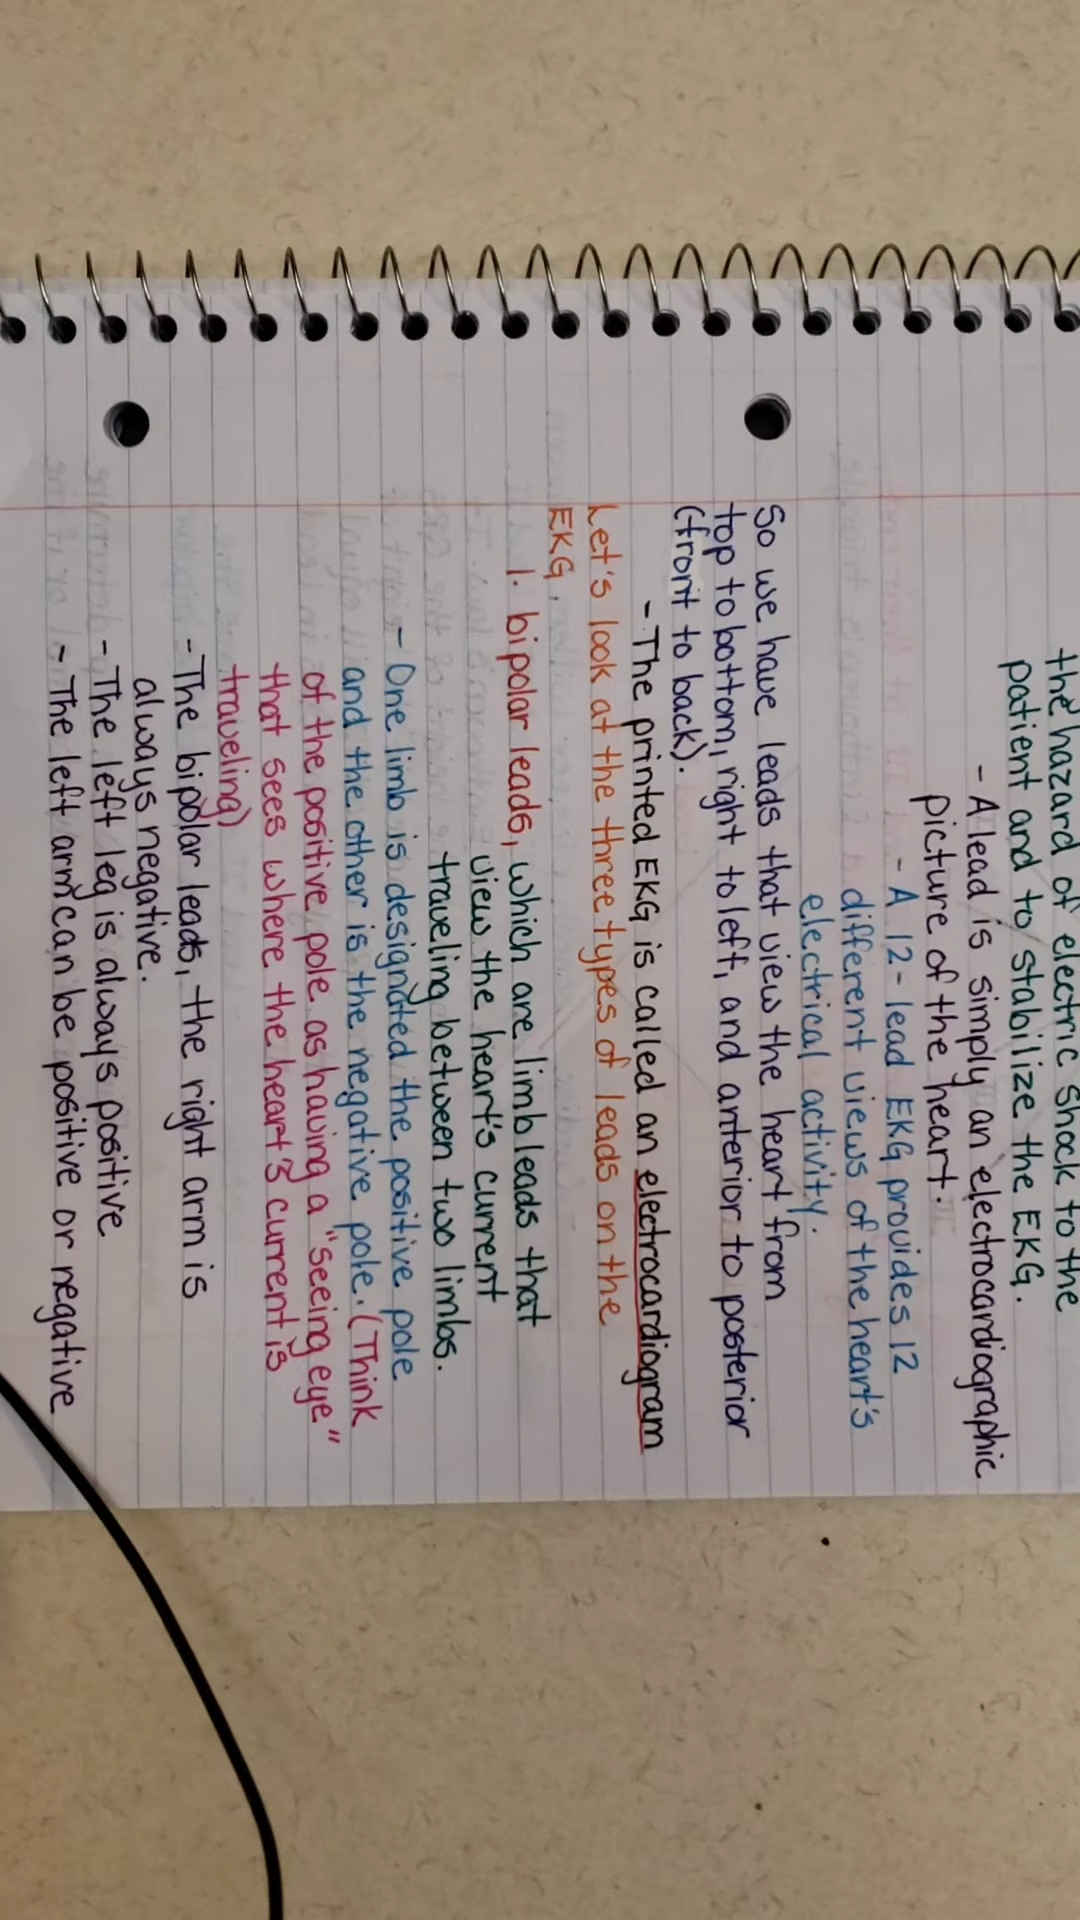 the hazard of electric shock to the
patient and to stabilize the EKG.
- A lead is simply an electrocardiographic
picture of the heart.
- A 12-lead EKG provides 12
different views of the heart's
electrical activity.
So we have leads that view the heart from
top to bottom, right to left, and anterior to posterior
(front to back).
- The printed EKG is called an electrocardiogram
Let's look at the three types of leads on the
EKG.
1. bipolar leads, which are limb leads that
view the heart's current
traveling between two limbs.
- One limb is designated the positive pole
and the other is the negative pole. (Think
of the positive pole as having a "seeing eye"
that sees where the heart's current is
traveling)
- The bipolar leads, the right arm is
always negative.
- The left leg is always positive
- The left arm can be positive or negative